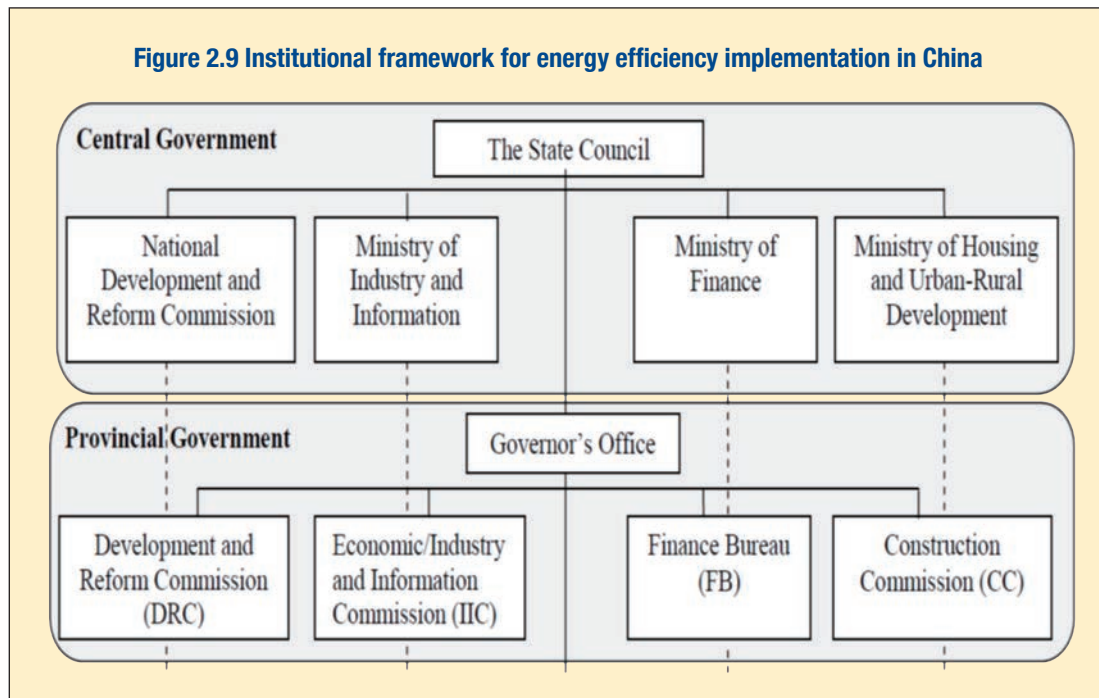 Figure 2.9 Institutional framework for energy efficiency implementation in China
Central Government
The State Council
National
Development and
Reform Commission
Ministry of
Industry and
Information
Ministry of
Finance
Ministry of Housing
and Urban-Rural
Development
Provincial Government
Governor's Office
Development and
Reform Commission
(DRC)
Economic/Industry
and Information
Commission (IIC)
Finance Bureau
(FB)
Construction
Commission (CC)